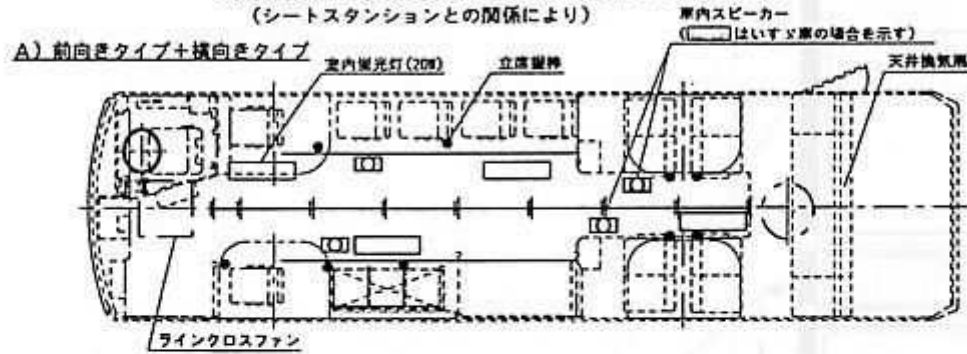 (シートスタンションとの関係により)
A) 前向きタイプ+横向きタイプ
室内蛍光灯(20W)
立席握棒
車内スピーカー
はいすゞ車の場合を示す)
天井換気扇
ラインクロスファン